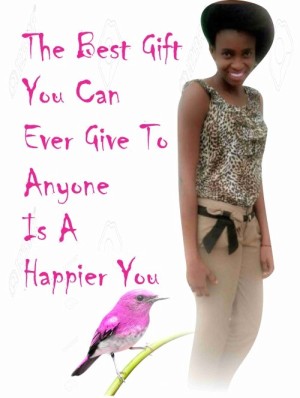 The Best Gift
You Can
Ever Give To
Anyone
Is A
Happier You